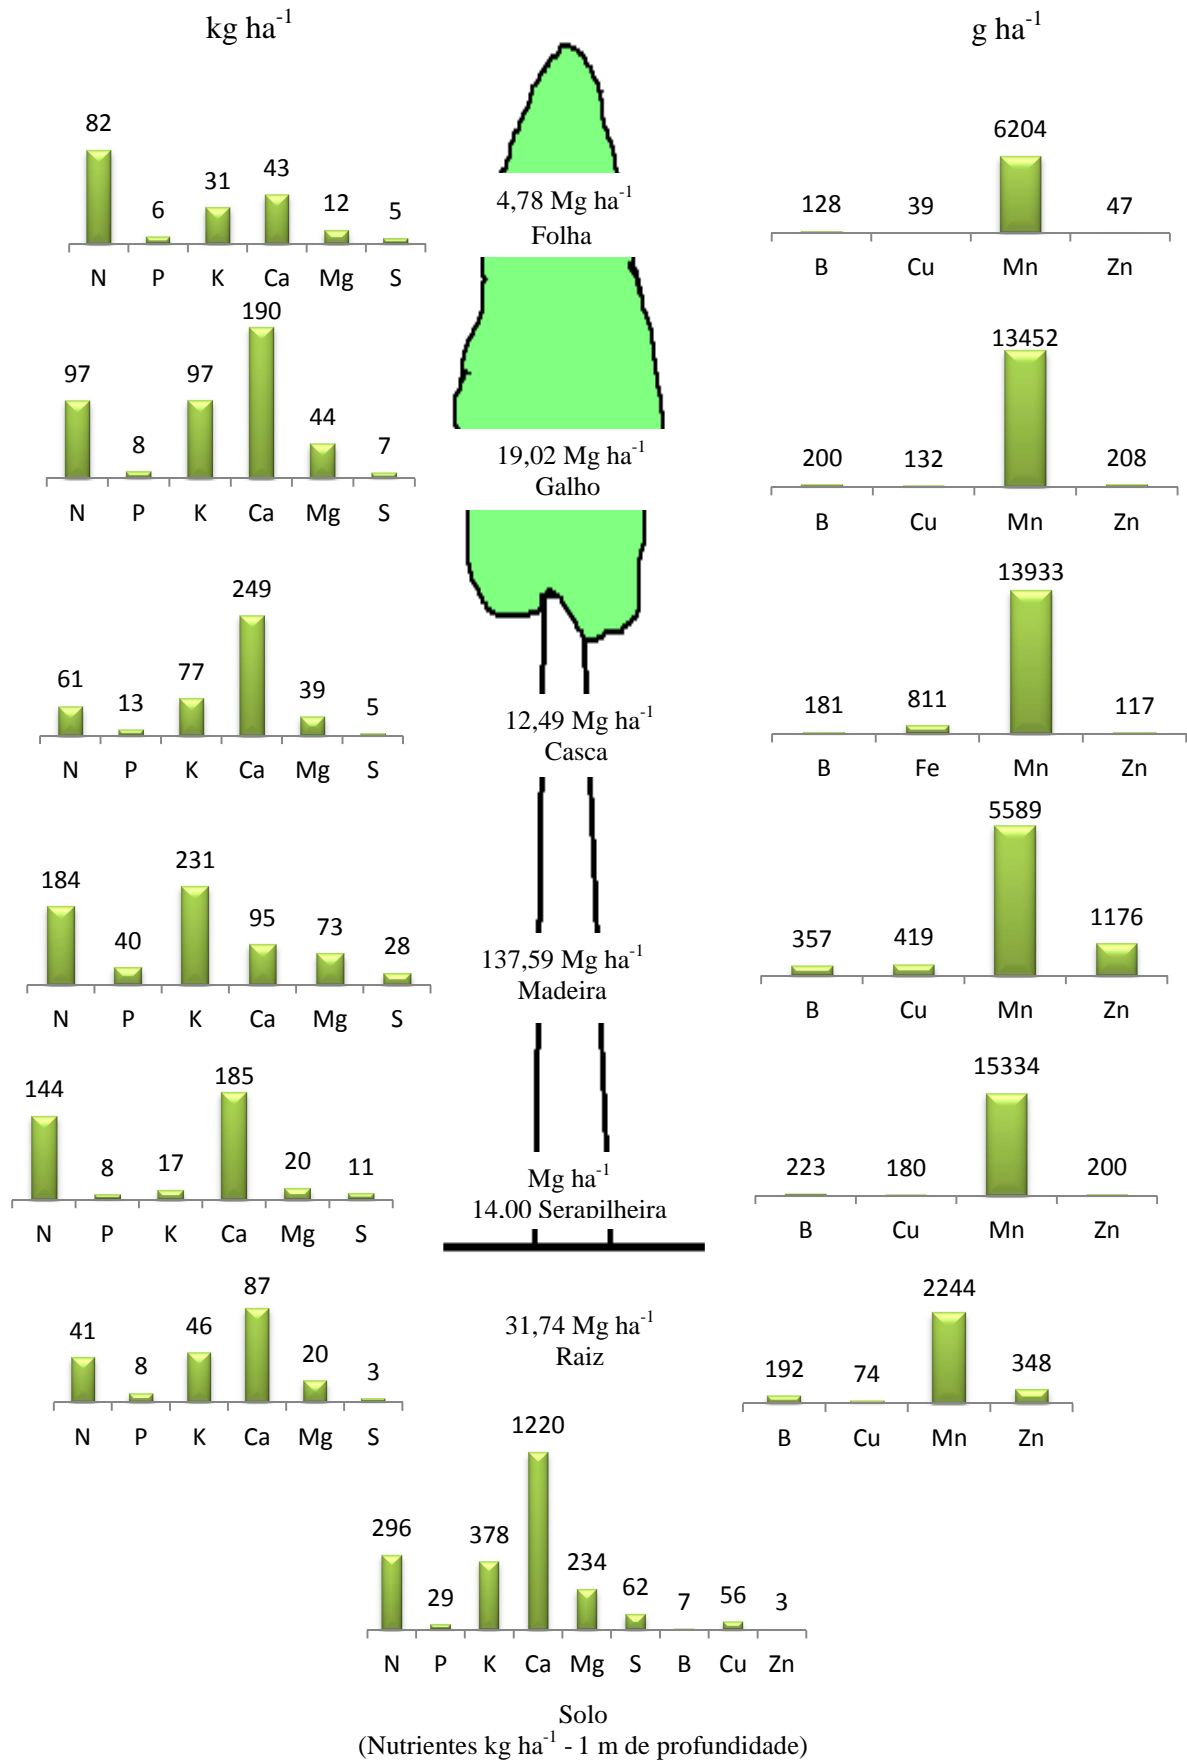 kg ha-1
g ha-1
82 6 31 43 12 5
N P K Ca Mg S
4,78 Mg ha-1
Folha
128 39 6204 47
B Cu Mn Zn
97 8 97 190 44 7
N P K Ca Mg S
19,02 Mg ha-1
Galho
200 132 13452 208
B Cu Mn Zn
61 13 77 249 39 5
N P K Ca Mg S
12,49 Mg ha-1
Casca
181 811 13933 117
B Fe Mn Zn
184 40 231 95 73 28
N P K Ca Mg S
137,59 Mg ha-1
Madeira
357 419 5589 1176
B Cu Mn Zn
144 8 17 185 20 11
N P K Ca Mg S
Mg ha-1
14,00 Serapilheira
223 180 15334 200
B Cu Mn Zn
41 8 46 87 20 3
N P K Ca Mg S
31,74 Mg ha-1
Raiz
192 74 2244 348
B Cu Mn Zn
296 29 378 1220 234 62 7 56 3
N P K Ca Mg S B Cu Zn
Solo
(Nutrientes kg ha-1 - 1 m de profundidade)